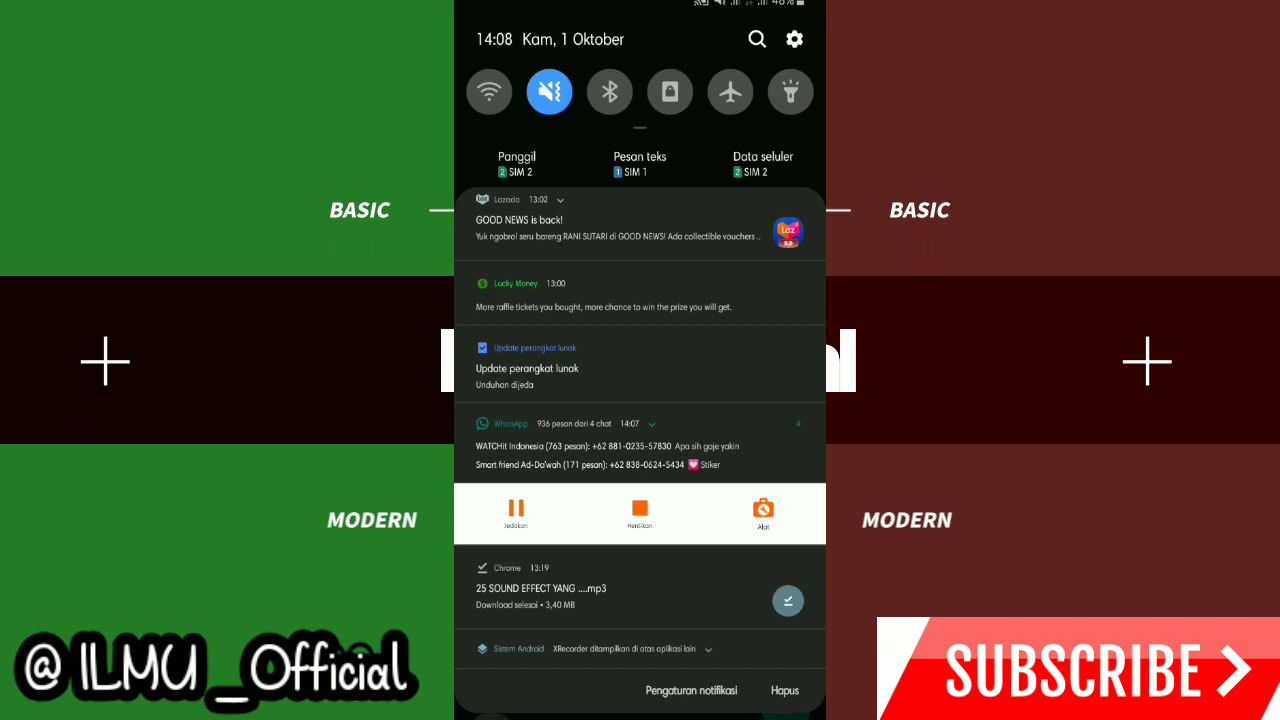 48%
14:08 Kam, 1 Oktober
Panggil
2 SIM 2
Pesan teks
1 SIM 1
Data seluler
2 SIM 2
Lazada 13:02
GOOD NEWS is back!
Yuk ngobrol seru bareng RANI SUTARI di GOOD NEWS! Ada collectible vouchers ..
Laz
9.9
Lucky Money 13:00
More raffle tickets you bought, more chance to win the prize you will get.
Update perangkat lunak
Update perangkat lunak
Unduhan dijeda
WhatsApp 936 pesan dari 4 chat 14:07 4
WATCHit Indonesia (763 pesan): +62 881-0235-57830 Apa sih gaje yakin
Smart friend Ad-Da'wah (171 pesan): +62 838-0624-5434 💟 Stiker
Jedakan
Hentikan
Alat
Chrome 13:19
25 SOUND EFFECT YANG ....mp3
Download selesai • 3,40 MB
Sistem Android XRecorder ditampilkan di atas aplikasi lain
Pengaturan notifikasi
Hapus
BASIC
BASIC
MODERN
MODERN
@ILMU_Official
SUBSCRIBE